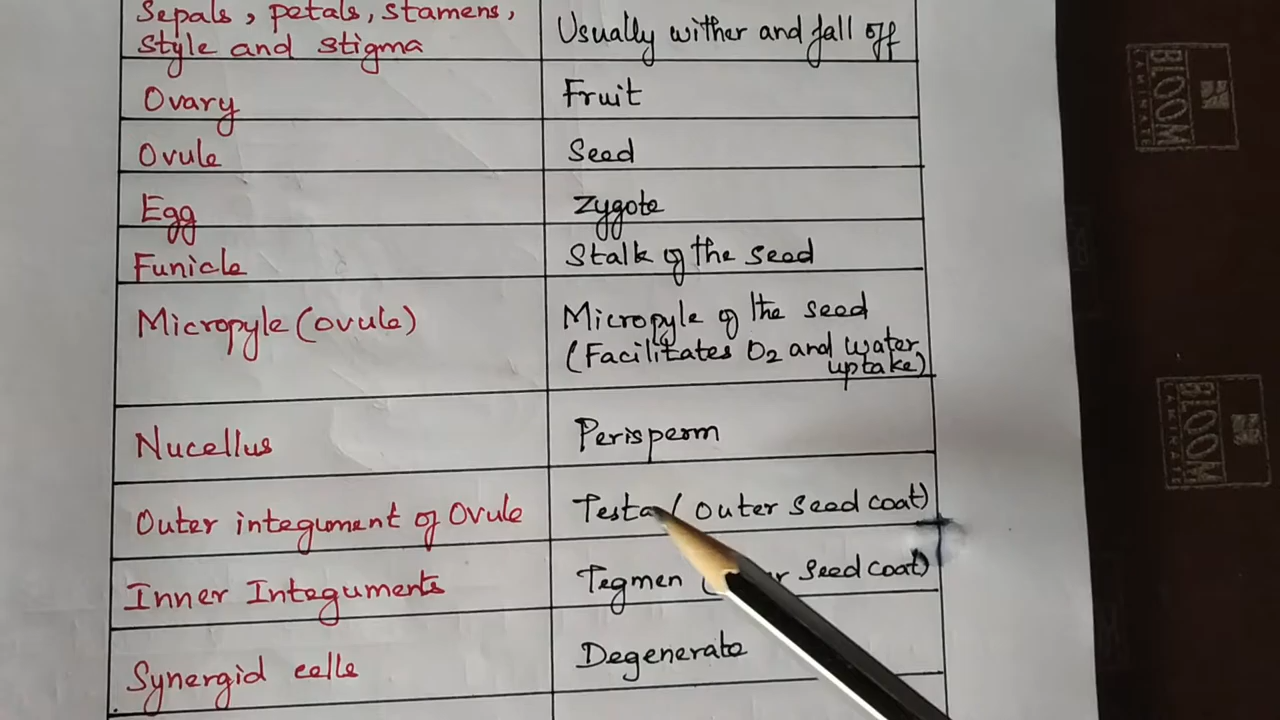 Sepals, petals, stamens,
style and stigma
Usually wither and fall off
Ovary
Fruit
Ovule
Seed
Egg
Zygote
Funicle
Stalk of the seed
Micropyle (ovule)
Micropyle of the seed
(Facilitates O2 and water
uptake)
Nucellus
Perisperm
Outer integument of Ovule
Testa (outer seed coat)
Inner Integuments
Tegmen ( seed coat)
Synergid cells
Degenerate
BLOOM
LAMINATE
BLOOM
LAMINATE